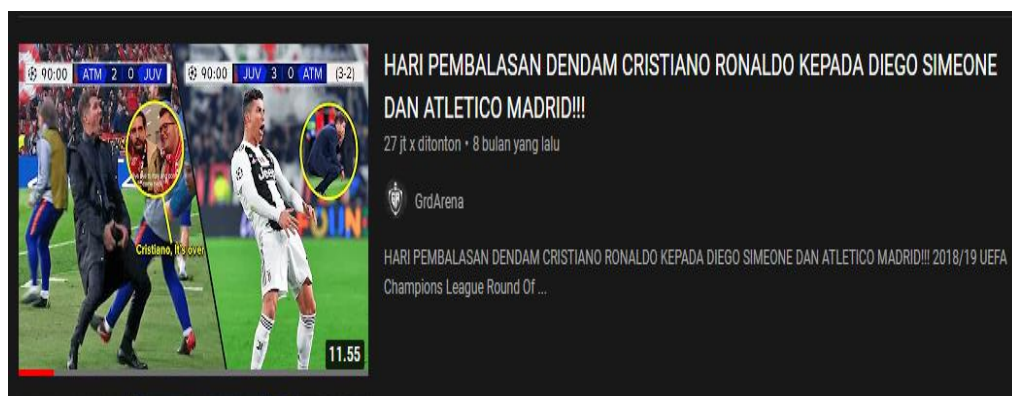 90:00 ATM 2 0 JUV
90:00 JUV 3 0 ATM (3-2)
Cristiano, It's over
11.55
HARI PEMBALASAN DENDAM CRISTIANO RONALDO KEPADA DIEGO SIMEONE
DAN ATLETICO MADRID!!!
27 jt x ditonton • 8 bulan yang lalu
GrdArena
HARI PEMBALASAN DENDAM CRISTIANO RONALDO KEPADA DIEGO SIMEONE DAN ATLETICO MADRID!!! 2018/19 UEFA
Champions League Round Of ...